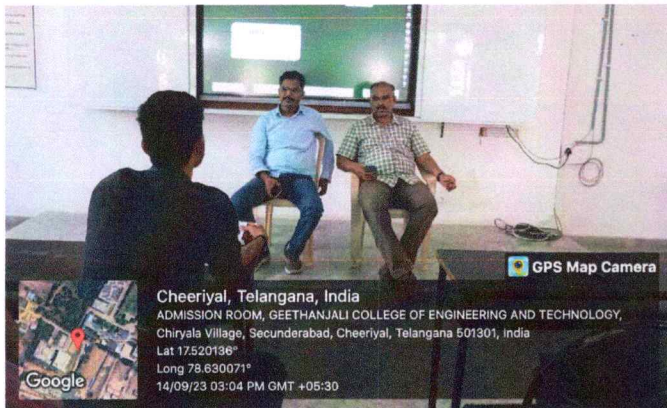 GPS Map Camera
Cheeriyal, Telangana, India
ADMISSION ROOM, GEETHANJALI COLLEGE OF ENGINEERING AND TECHNOLOGY,
Chiryala Village, Secunderabad, Cheeriyal, Telangana 501301, India
Lat 17.520136°
Long 78.630071°
14/09/23 03:04 PM GMT +05:30
Google